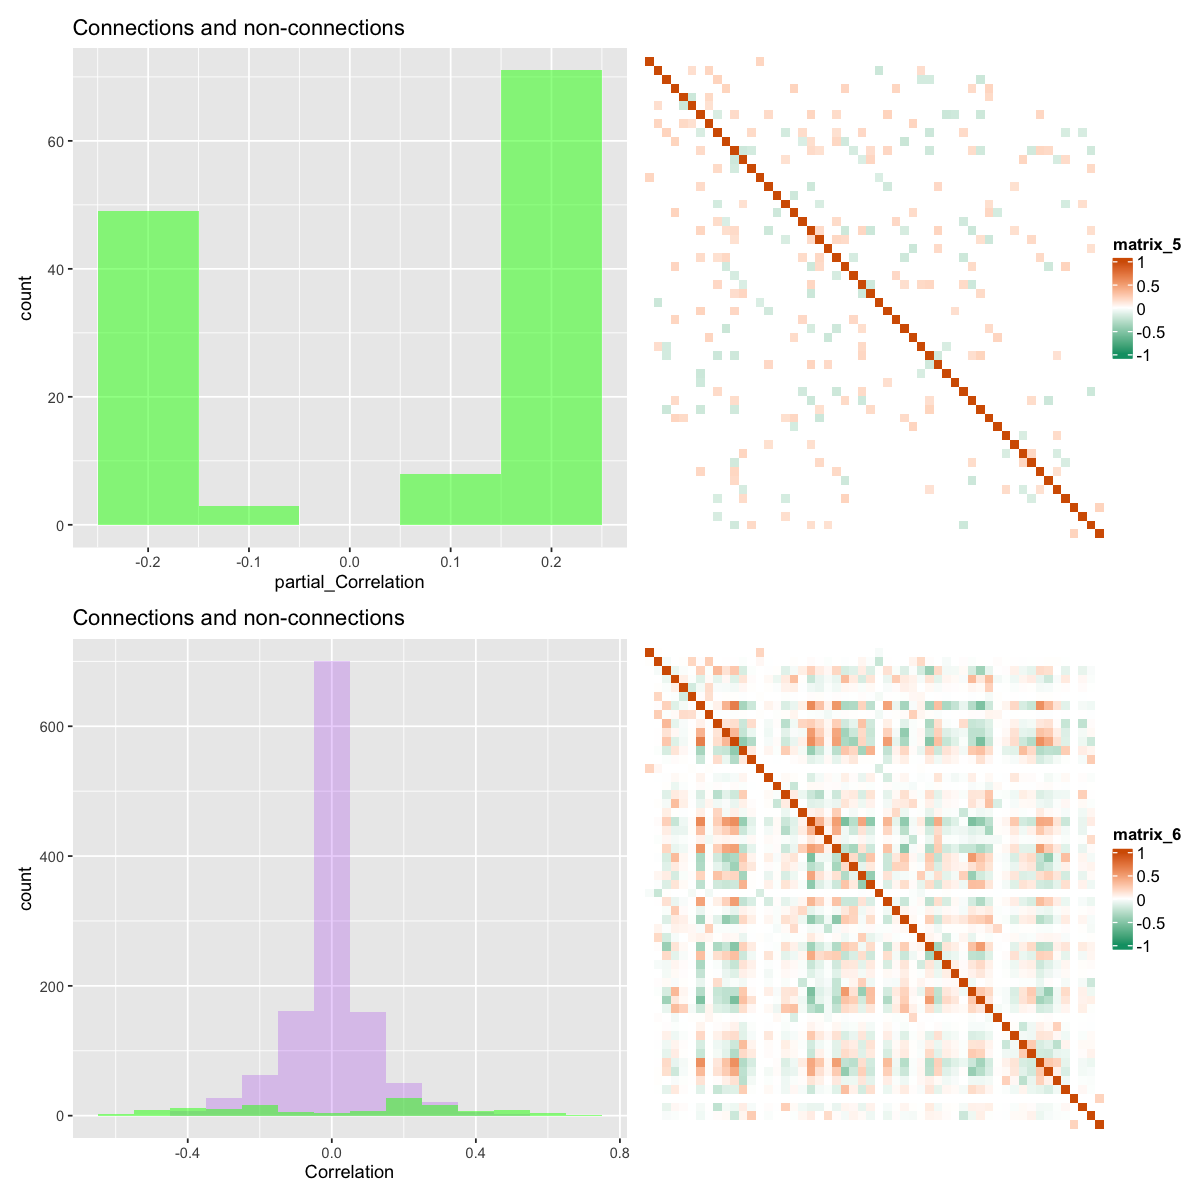 Connections and non-connections
60
40
20
0
count
-0.2 -0.1 0.0 0.1 0.2
partial_Correlation
matrix_5
1
0.5
0
-0.5
-1
Connections and non-connections
600
400
200
0
count
-0.4 0.0 0.4 0.8
Correlation
matrix_6
1
0.5
0
-0.5
-1